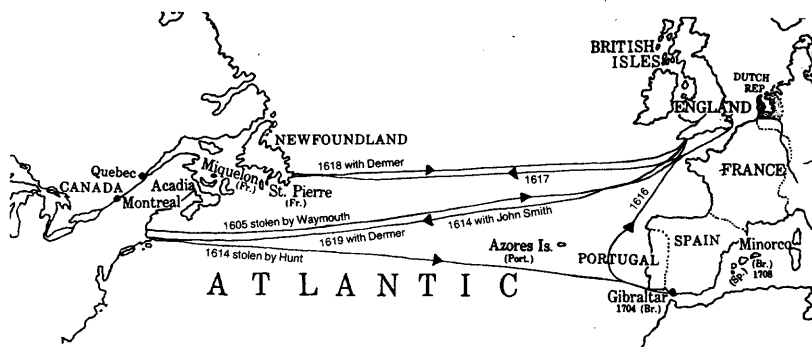 BRITISH
ISLES
DUTCH
REP.
ENGLAND
NEWFOUNDLAND
1618 with Dermer
1617
FRANCE
Quebec
Miquelon
(Fr.)
CANADA
Acadia
St. Pierre
(Fr.)
Montreal
1616
1605 stolen by Waymouth
1614 with John Smith
1619 with Dermer
Azores Is.
(Port.)
SPAIN
Minorca
(Br.)
1708
(Sp.)
PORTUGAL
1614 stolen by Hunt
ATLANTIC
Gibraltar
1704 (Br.)